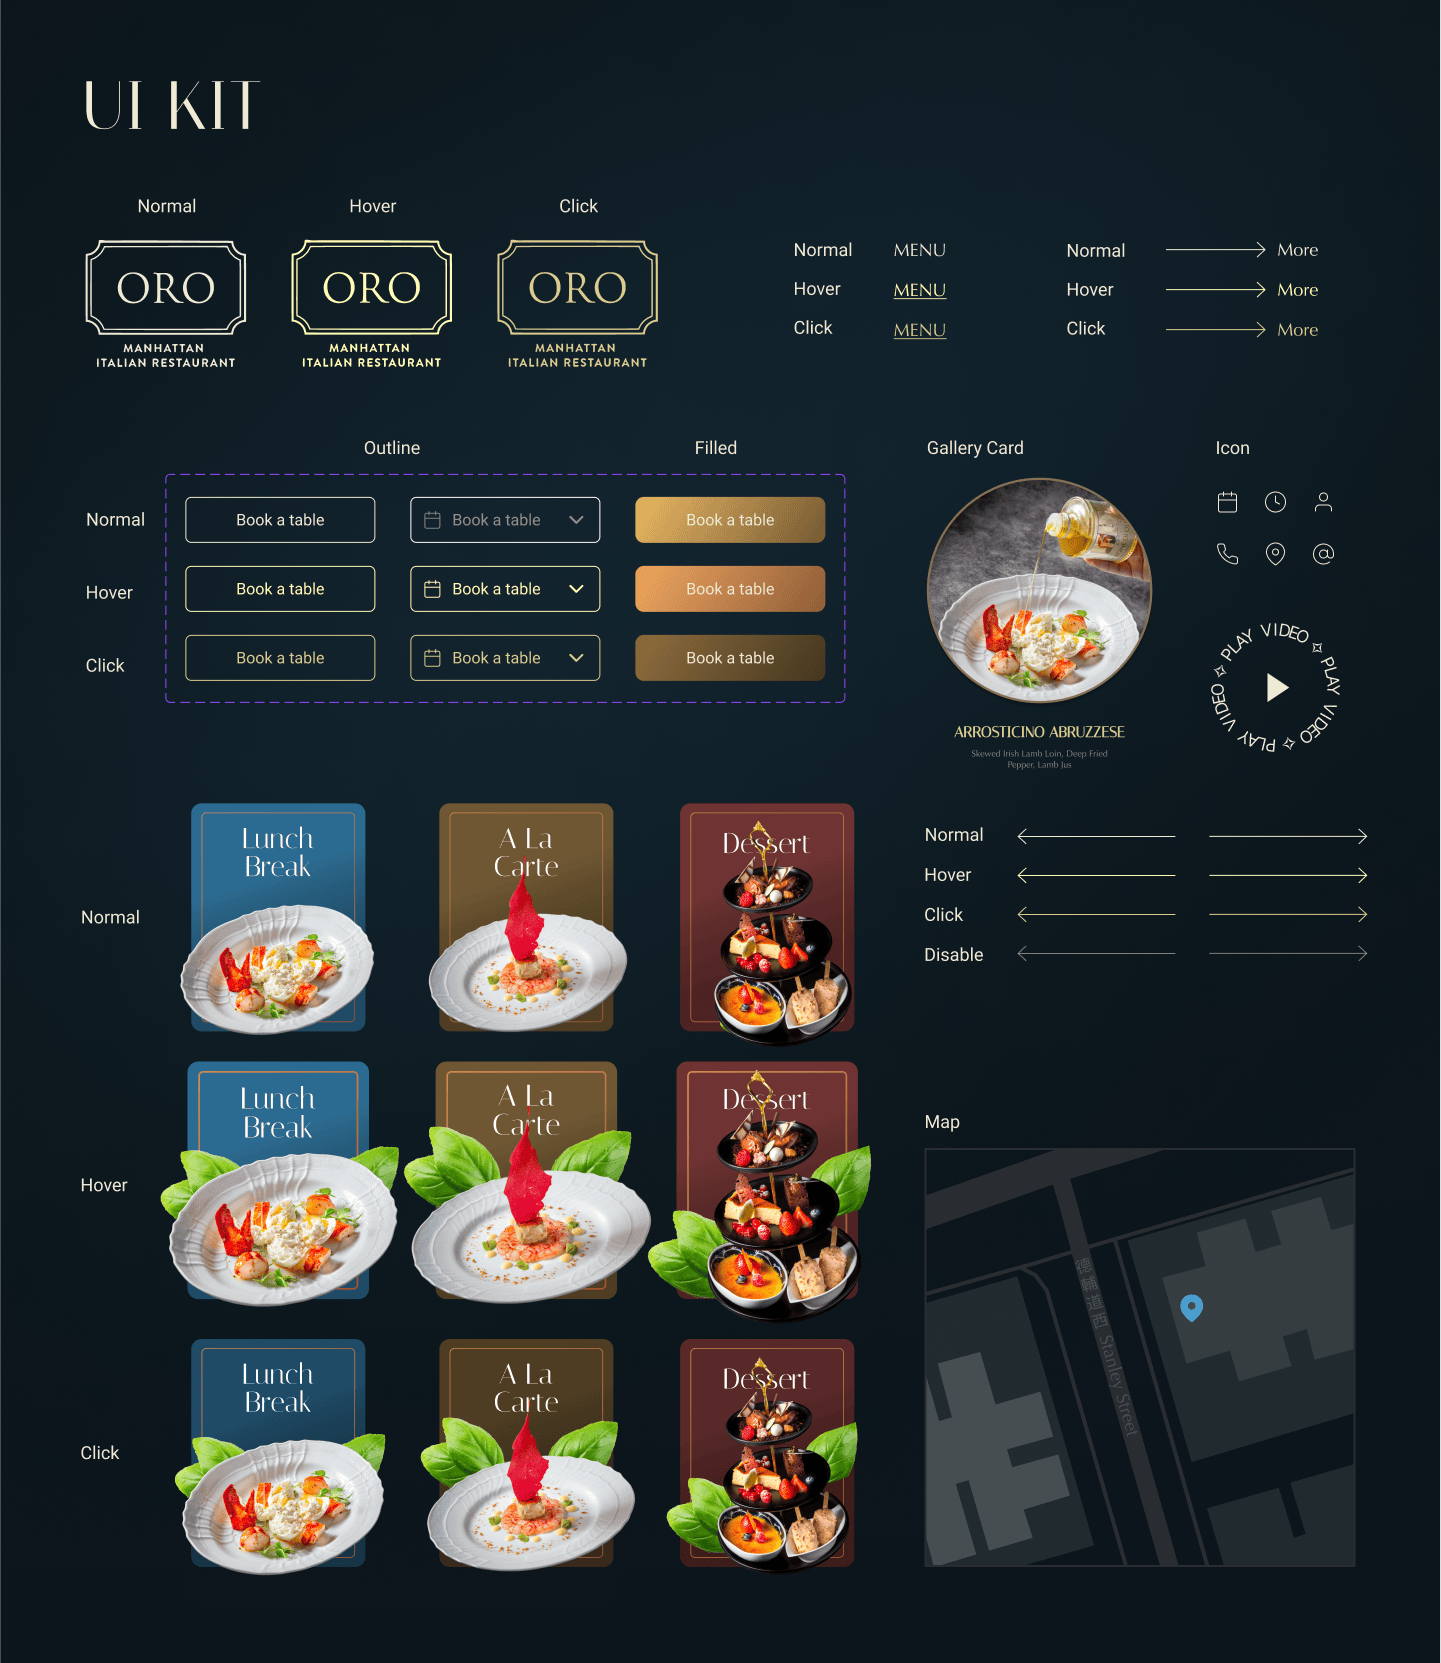 UI KIT
Normal
Hover
Click
ORO
MANHATTAN
ITALIAN RESTAURANT
ORO
MANHATTAN
ITALIAN RESTAURANT
ORO
MANHATTAN
ITALIAN RESTAURANT
Normal MENU
Hover MENU
Click MENU
Normal More
Hover More
Click More
Outline
Filled
Normal
Book a table
Book a table
Book a table
Hover
Book a table
Book a table
Book a table
Click
Book a table
Book a table
Book a table
Gallery Card
ARROSTICINO ABRUZZESE
Skewed Irish Lamb Loin, Deep Fried
Pepper, Lamb Jus
Icon
PLAY VIDEO PLAY VIDEO PLAY VIDEO
Normal
Lunch
Break
A La
Carte
Dessert
Hover
Lunch
Break
A La
Carte
Dessert
Click
Lunch
Break
A La
Carte
Dessert
Normal
Hover
Click
Disable
Map
德輔道西 Stanley Street